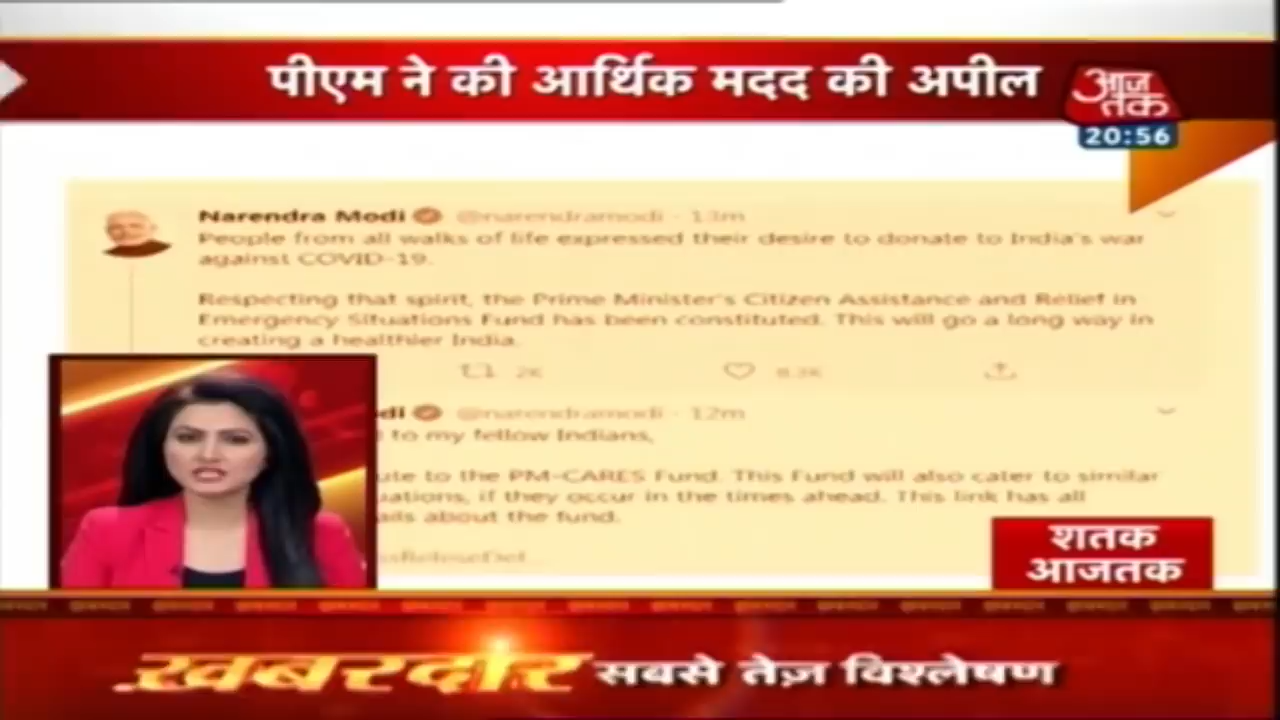 पीएम ने की आर्थिक मदद की अपील
आज तक
20:56
Narendra Modi @narendramodi · 13m
People from all walks of life expressed their desire to donate to India's war
against COVID-19.
Respecting that spirit, the Prime Minister's Citizen Assistance and Relief in
Emergency Situations Fund has been constituted. This will go a long way in
creating a healthier India.
2K
di @narendramodi · 12m
to my fellow Indians,
ute to the PM-CARES Fund. This Fund will also cater to similar
uations, if they occur in the times ahead. This link has all
ails about the fund.
शतक
आजतक
ख़बरदार सबसे तेज़ विश्लेषण